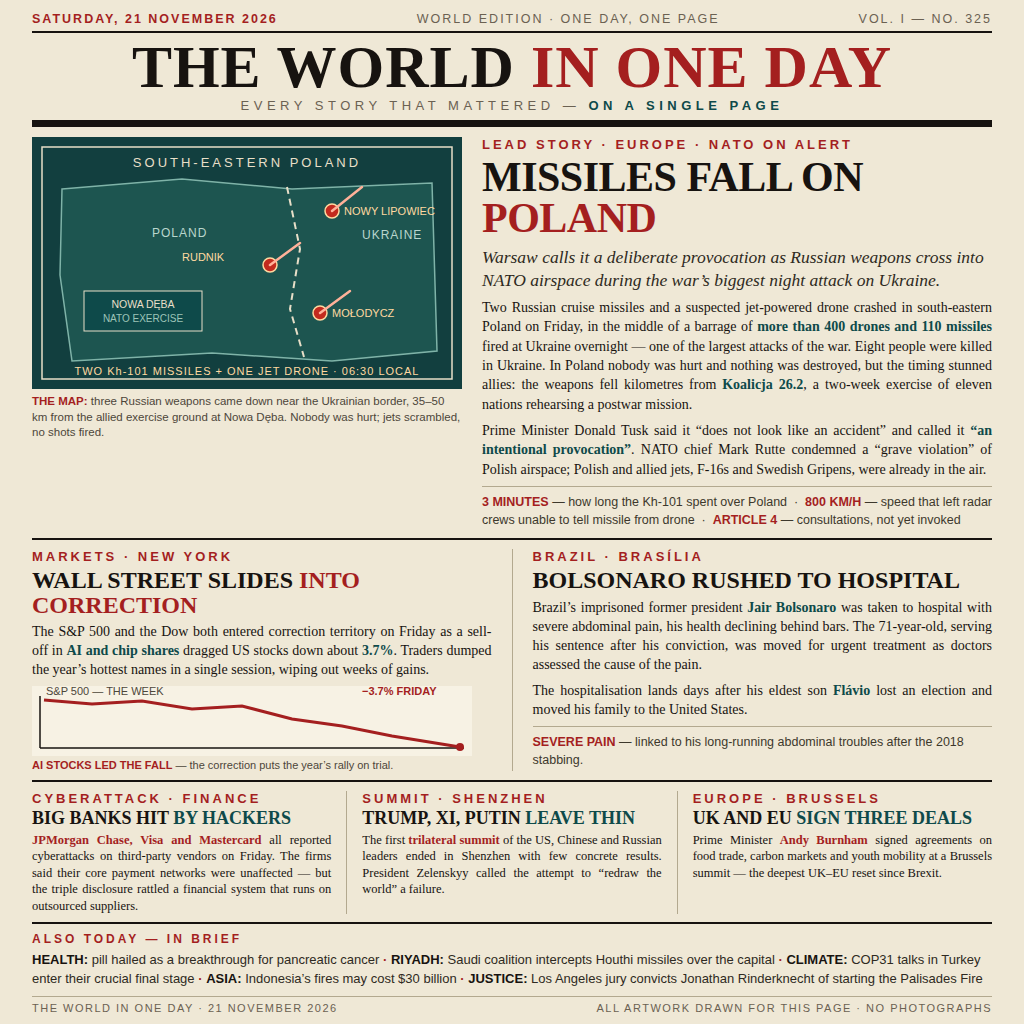 SATURDAY, 21 NOVEMBER 2026
WORLD EDITION · ONE DAY, ONE PAGE
VOL. I — NO. 325
THE WORLD IN ONE DAY
EVERY STORY THAT MATTERED — ON A SINGLE PAGE
SOUTH-EASTERN POLAND
NOWY LIPOWIEC
POLAND
UKRAINE
RUDNIK
NOWA DĘBA
NATO EXERCISE
MOŁODYCZ
TWO Kh-101 MISSILES + ONE JET DRONE · 06:30 LOCAL
THE MAP: three Russian weapons came down near the Ukrainian border, 35–50
km from the allied exercise ground at Nowa Dęba. Nobody was hurt; jets scrambled,
no shots fired.
LEAD STORY · EUROPE · NATO ON ALERT
MISSILES FALL ON
POLAND
Warsaw calls it a deliberate provocation as Russian weapons cross into
NATO airspace during the war’s biggest night attack on Ukraine.
Two Russian cruise missiles and a suspected jet-powered drone crashed in south-eastern
Poland on Friday, in the middle of a barrage of more than 400 drones and 110 missiles
fired at Ukraine overnight — one of the largest attacks of the war. Eight people were killed
in Ukraine. In Poland nobody was hurt and nothing was destroyed, but the timing stunned
allies: the weapons fell kilometres from Koalicja 26.2, a two-week exercise of eleven
nations rehearsing a postwar mission.
Prime Minister Donald Tusk said it “does not look like an accident” and called it “an
intentional provocation”. NATO chief Mark Rutte condemned a “grave violation” of
Polish airspace; Polish and allied jets, F-16s and Swedish Gripens, were already in the air.
3 MINUTES — how long the Kh-101 spent over Poland · 800 KM/H — speed that left radar
crews unable to tell missile from drone · ARTICLE 4 — consultations, not yet invoked
MARKETS · NEW YORK
WALL STREET SLIDES INTO
CORRECTION
The S&P 500 and the Dow both entered correction territory on Friday as a sell-
off in AI and chip shares dragged US stocks down about 3.7%. Traders dumped
the year’s hottest names in a single session, wiping out weeks of gains.
S&P 500 — THE WEEK
−3.7% FRIDAY
AI STOCKS LED THE FALL — the correction puts the year’s rally on trial.
BRAZIL · BRASÍLIA
BOLSONARO RUSHED TO HOSPITAL
Brazil’s imprisoned former president Jair Bolsonaro was taken to hospital with
severe abdominal pain, his health declining behind bars. The 71-year-old, serving
his sentence after his conviction, was moved for urgent treatment as doctors
assessed the cause of the pain.
The hospitalisation lands days after his eldest son Flávio lost an election and
moved his family to the United States.
SEVERE PAIN — linked to his long-running abdominal troubles after the 2018
stabbing.
CYBERATTACK · FINANCE
BIG BANKS HIT BY HACKERS
JPMorgan Chase, Visa and Mastercard all reported
cyberattacks on third-party vendors on Friday. The firms
said their core payment networks were unaffected — but
the triple disclosure rattled a financial system that runs on
outsourced suppliers.
SUMMIT · SHENZHEN
TRUMP, XI, PUTIN LEAVE THIN
The first trilateral summit of the US, Chinese and Russian
leaders ended in Shenzhen with few concrete results.
President Zelenskyy called the attempt to “redraw the
world” a failure.
EUROPE · BRUSSELS
UK AND EU SIGN THREE DEALS
Prime Minister Andy Burnham signed agreements on
food trade, carbon markets and youth mobility at a Brussels
summit — the deepest UK–EU reset since Brexit.
ALSO TODAY — IN BRIEF
HEALTH: pill hailed as a breakthrough for pancreatic cancer · RIYADH: Saudi coalition intercepts Houthi missiles over the capital · CLIMATE: COP31 talks in Turkey
enter their crucial final stage · ASIA: Indonesia’s fires may cost $30 billion · JUSTICE: Los Angeles jury convicts Jonathan Rinderknecht of starting the Palisades Fire
THE WORLD IN ONE DAY · 21 NOVEMBER 2026
ALL ARTWORK DRAWN FOR THIS PAGE · NO PHOTOGRAPHS